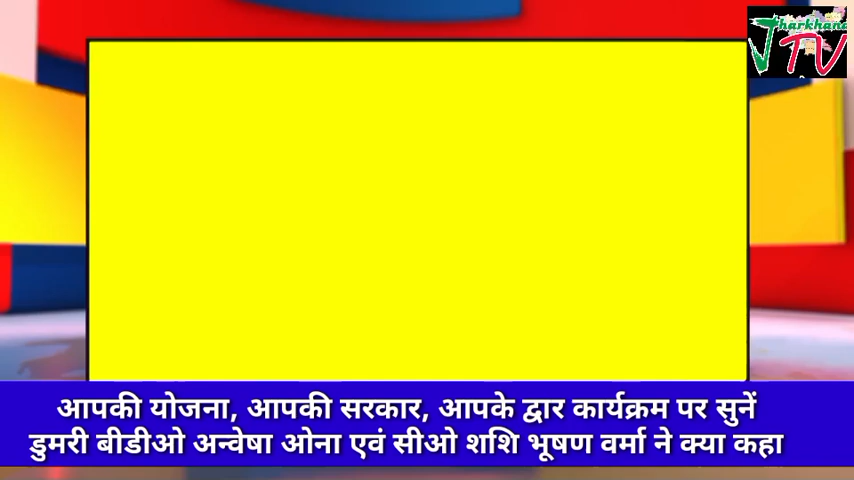 Jharkhand
TV
आपकी योजना, आपकी सरकार, आपके द्वार कार्यक्रम पर सुनें
डुमरी बीडीओ अन्वेषा ओना एवं सीओ शशि भूषण वर्मा ने क्या कहा